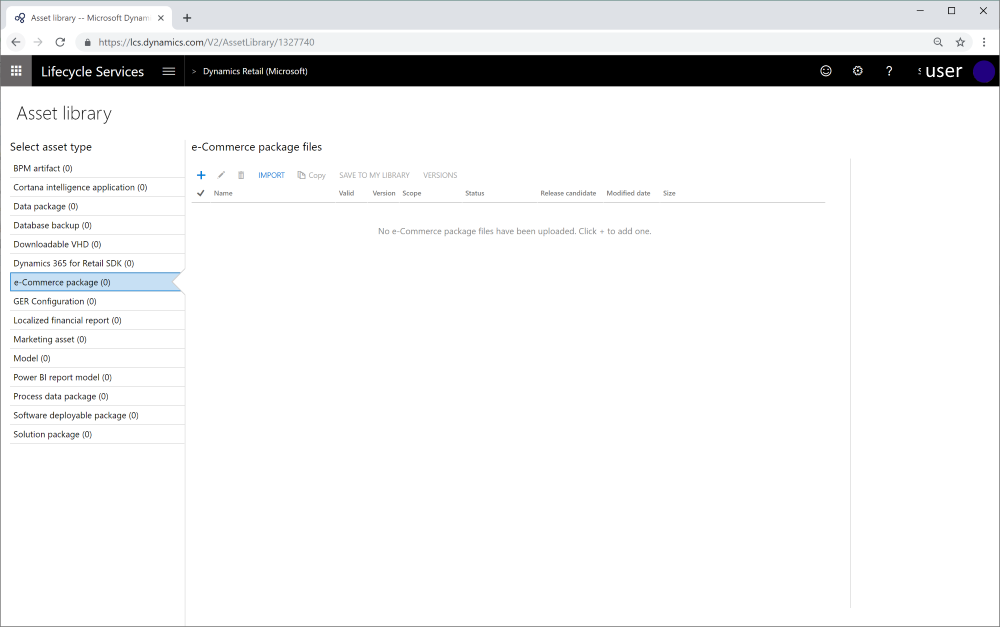 Asset library -- Microsoft Dynam
https://lcs.dynamics.com/V2/AssetLibrary/1327740
Lifecycle Services > Dynamics Retail (Microsoft) ? user
Asset library
Select asset type
BPM artifact (0)
Cortana intelligence application (0)
Data package (0)
Database backup (0)
Downloadable VHD (0)
Dynamics 365 for Retail SDK (0)
e-Commerce package (0)
GER Configuration (0)
Localized financial report (0)
Marketing asset (0)
Model (0)
Power BI report model (0)
Process data package (0)
Software deployable package (0)
Solution package (0)
e-Commerce package files
+ IMPORT Copy SAVE TO MY LIBRARY VERSIONS
Name Valid Version Scope Status Release candidate Modified date Size
No e-Commerce package files have been uploaded. Click + to add one.